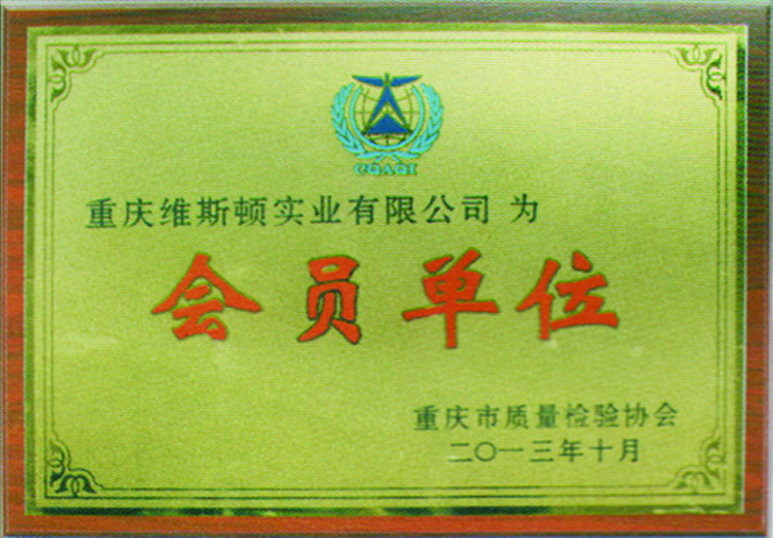 CQAQI
重庆维斯顿实业有限公司 为
会员单位
重庆市质量检验协会
二〇一三年十月